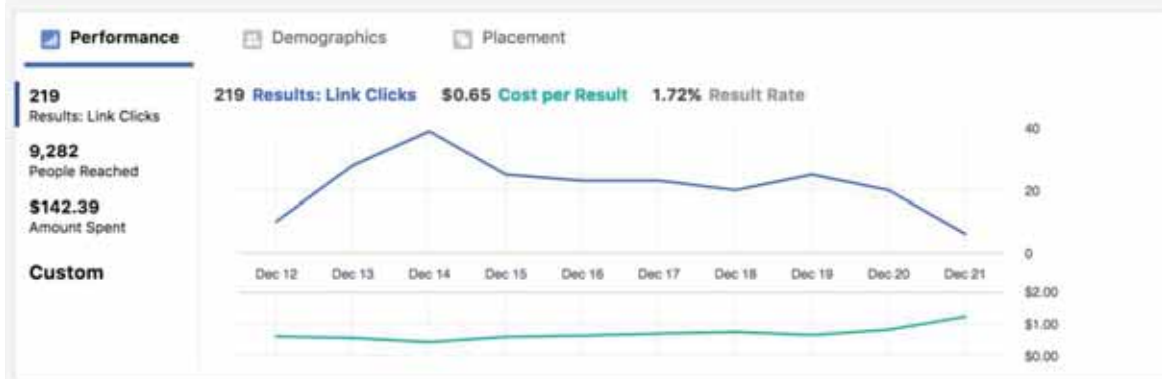 Performance Demographics Placement
219
Results: Link Clicks
9,282
People Reached
$142.39
Amount Spent
Custom
219 Results: Link Clicks $0.65 Cost per Result 1.72% Result Rate
40
20
0
Dec 12 Dec 13 Dec 14 Dec 15 Dec 16 Dec 17 Dec 18 Dec 19 Dec 20 Dec 21
$2.00
$1.00
$0.00